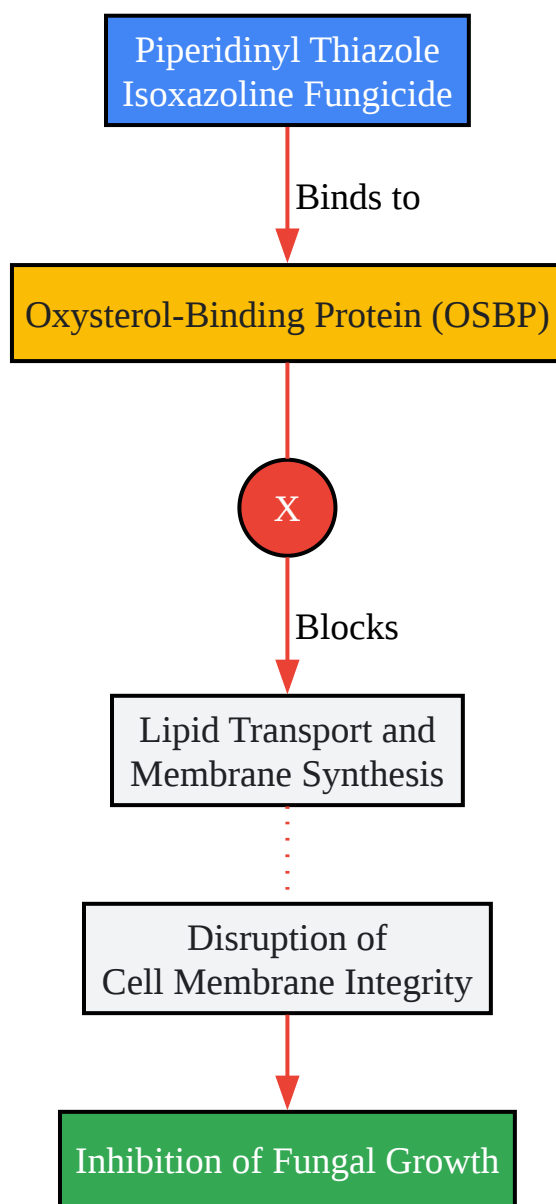 Piperidinyl Thiazole
Isoxazoline Fungicide
Binds to
Oxysterol-Binding Protein (OSBP)
X
Blocks
Lipid Transport and
Membrane Synthesis
Disruption of
Cell Membrane Integrity
Inhibition of Fungal Growth